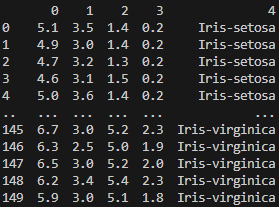 0 1 2 3 4
0 5.1 3.5 1.4 0.2 Iris-setosa
1 4.9 3.0 1.4 0.2 Iris-setosa
2 4.7 3.2 1.3 0.2 Iris-setosa
3 4.6 3.1 1.5 0.2 Iris-setosa
4 5.0 3.6 1.4 0.2 Iris-setosa
.. ... ... ... ... ...
145 6.7 3.0 5.2 2.3 Iris-virginica
146 6.3 2.5 5.0 1.9 Iris-virginica
147 6.5 3.0 5.2 2.0 Iris-virginica
148 6.2 3.4 5.4 2.3 Iris-virginica
149 5.9 3.0 5.1 1.8 Iris-virginica